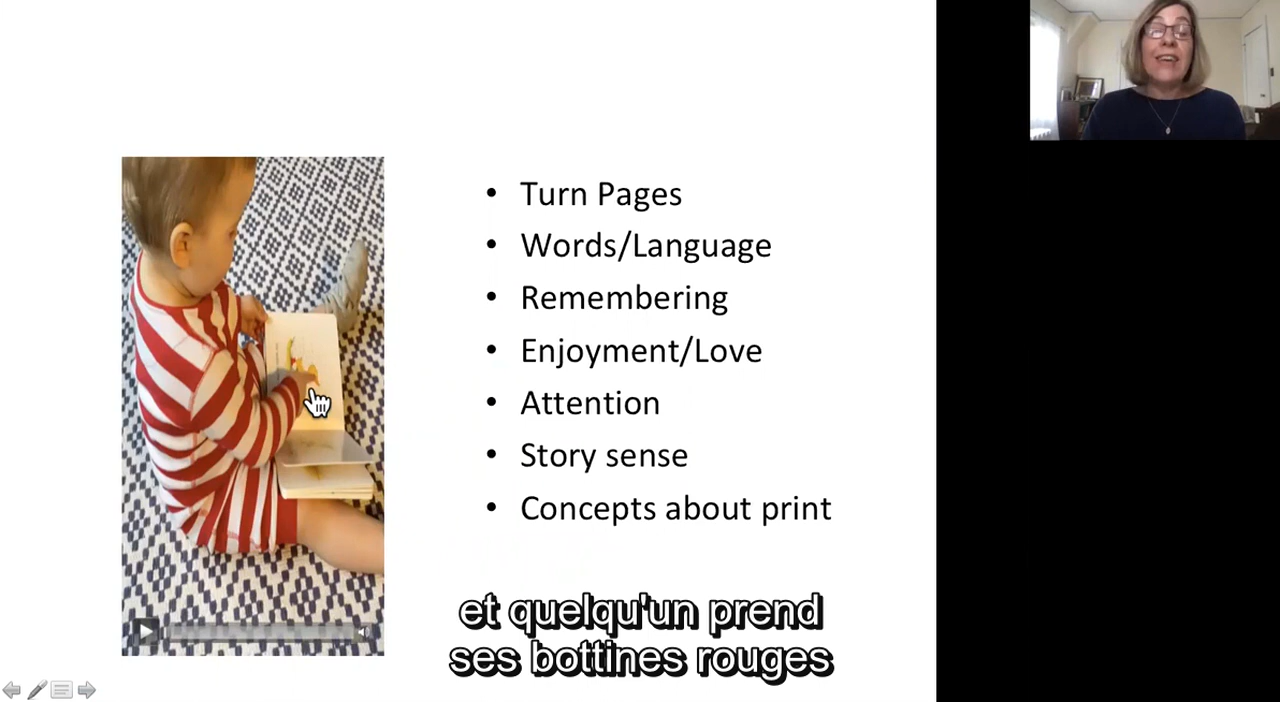 Turn Pages
Words/Language
Remembering
Enjoyment/Love
Attention
Story sense
Concepts about print
et quelqu'un prend
ses bottines rouges